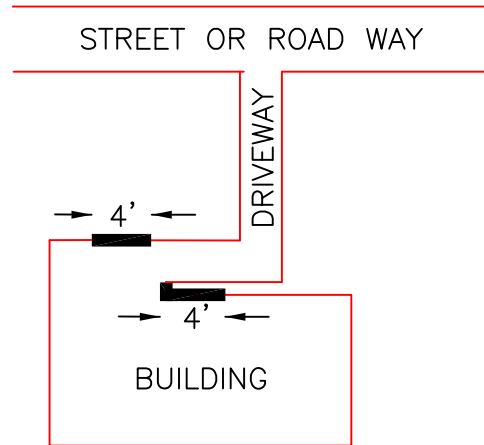 STREET OR ROAD WAY
DRIVEWAY
4'
4'
BUILDING